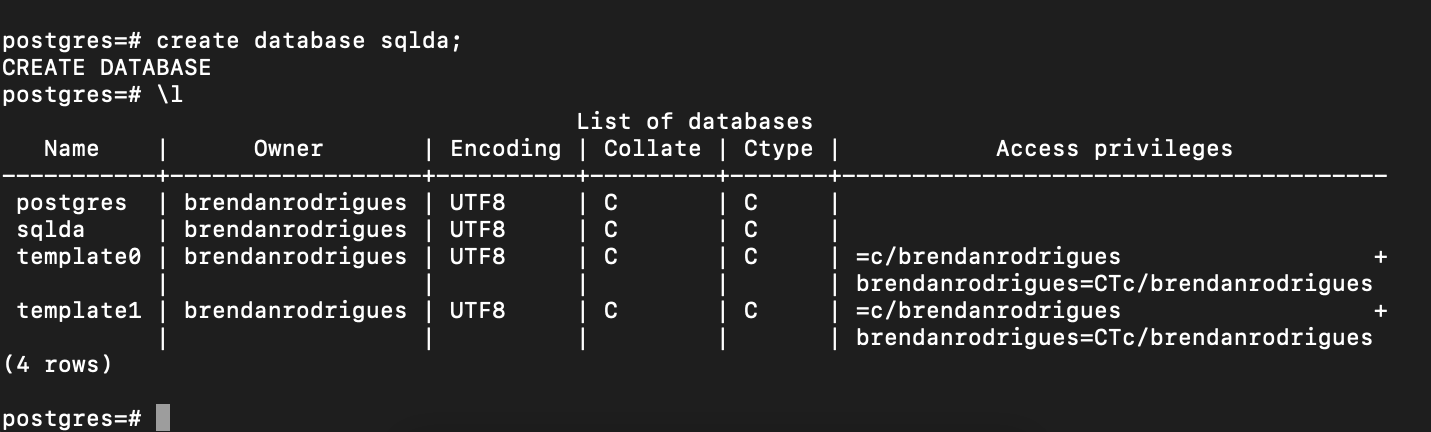 postgres=# create database sqlda;
CREATE DATABASE
postgres=# \l
                                         List of databases
   Name    |      Owner       | Encoding | Collate | Ctype |           Access privileges           
-----------+------------------+----------+---------+-------+---------------------------------------
 postgres  | brendanrodrigues | UTF8     | C       | C     | 
 sqlda     | brendanrodrigues | UTF8     | C       | C     | 
 template0 | brendanrodrigues | UTF8     | C       | C     | =c/brendanrodrigues                  +
           |                  |          |         |       | brendanrodrigues=CTc/brendanrodrigues
 template1 | brendanrodrigues | UTF8     | C       | C     | =c/brendanrodrigues                  +
           |                  |          |         |       | brendanrodrigues=CTc/brendanrodrigues
(4 rows)
postgres=#